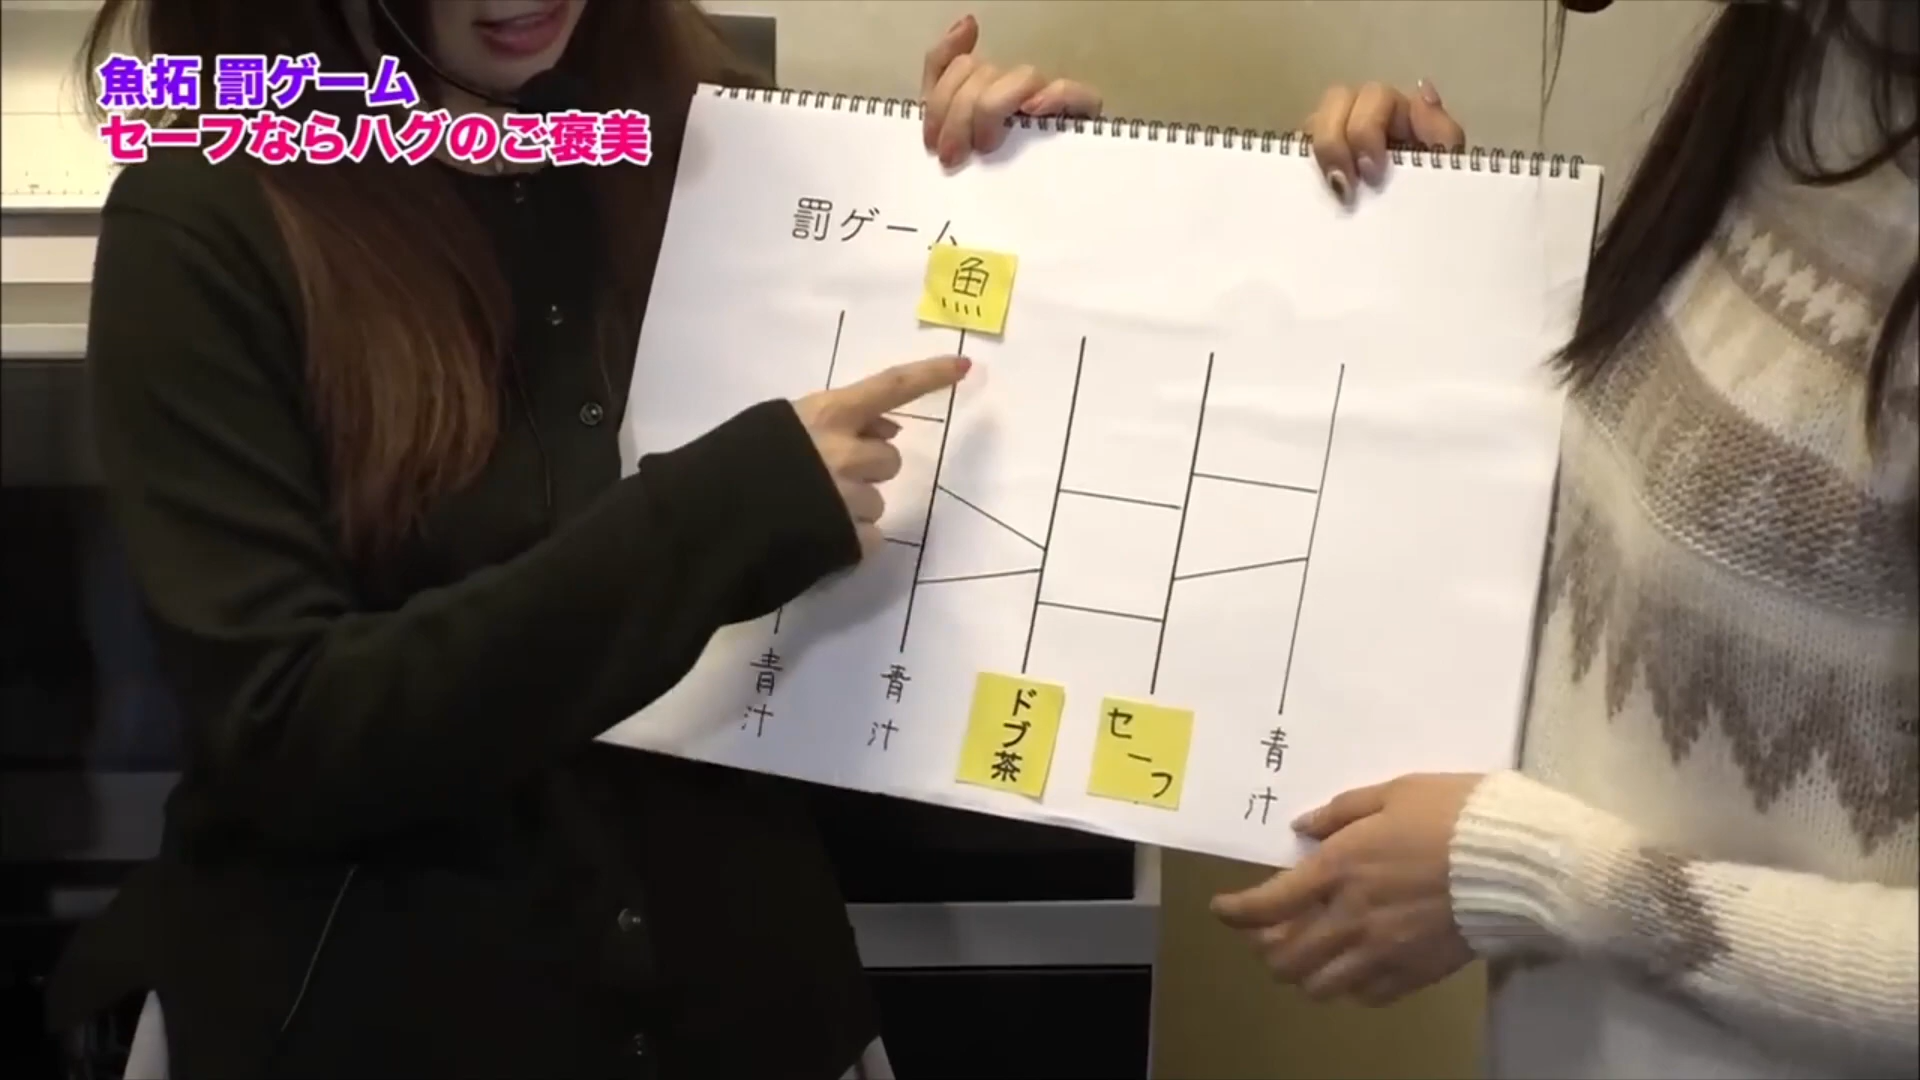 魚拓 罰ゲーム
セーフならハグのご褒美
罰ゲーム
魚
青汁
青汁
ドブ茶
セーフ
青汁